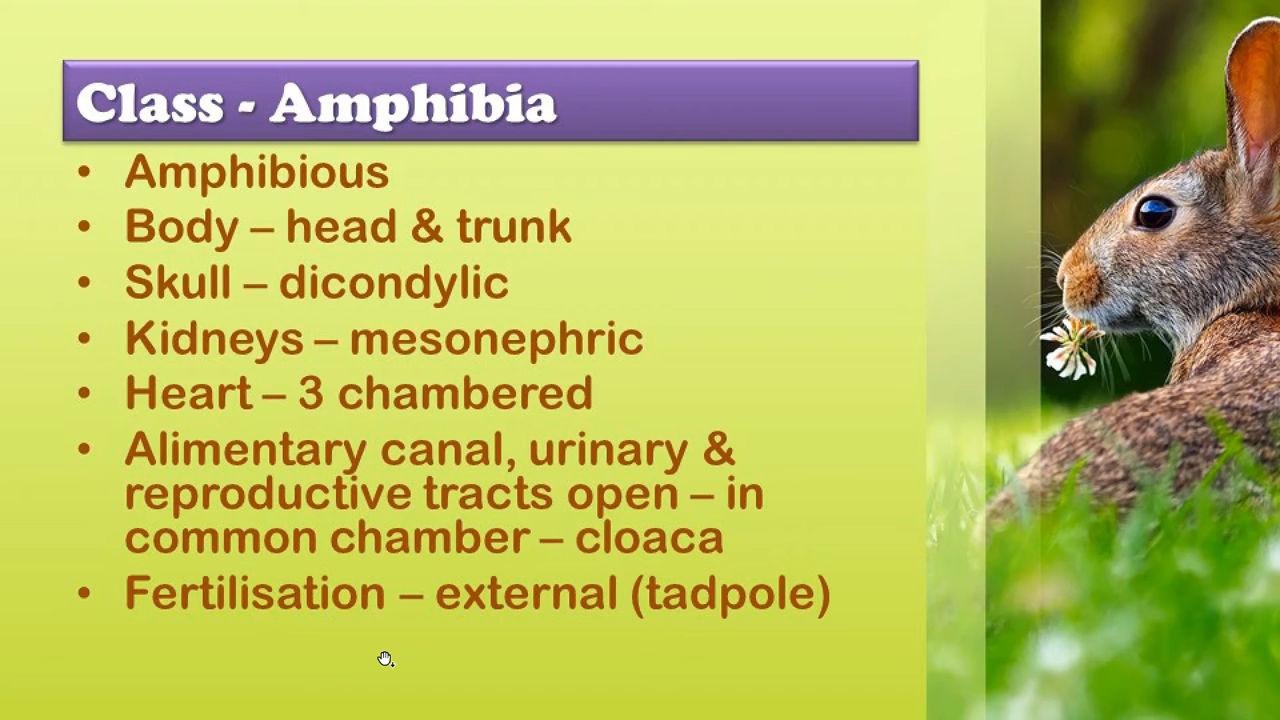 Class - Amphibia
• Amphibious
• Body – head & trunk
• Skull – dicondylic
• Kidneys – mesonephric
• Heart – 3 chambered
• Alimentary canal, urinary &
reproductive tracts open – in
common chamber – cloaca
• Fertilisation – external (tadpole)